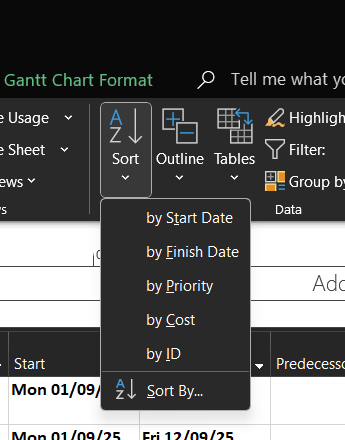 Gantt Chart Format
Tell me what yo
e Usage
e Sheet
ews
Sort
Outline
Tables
Highligh
Filter:
Group by
ws
Data
by Start Date
by Finish Date
by Priority
by Cost
by ID
Sort By...
Add
Start
Predecesso
Mon 01/09/
Mon 01/09/25
Fri 12/09/25